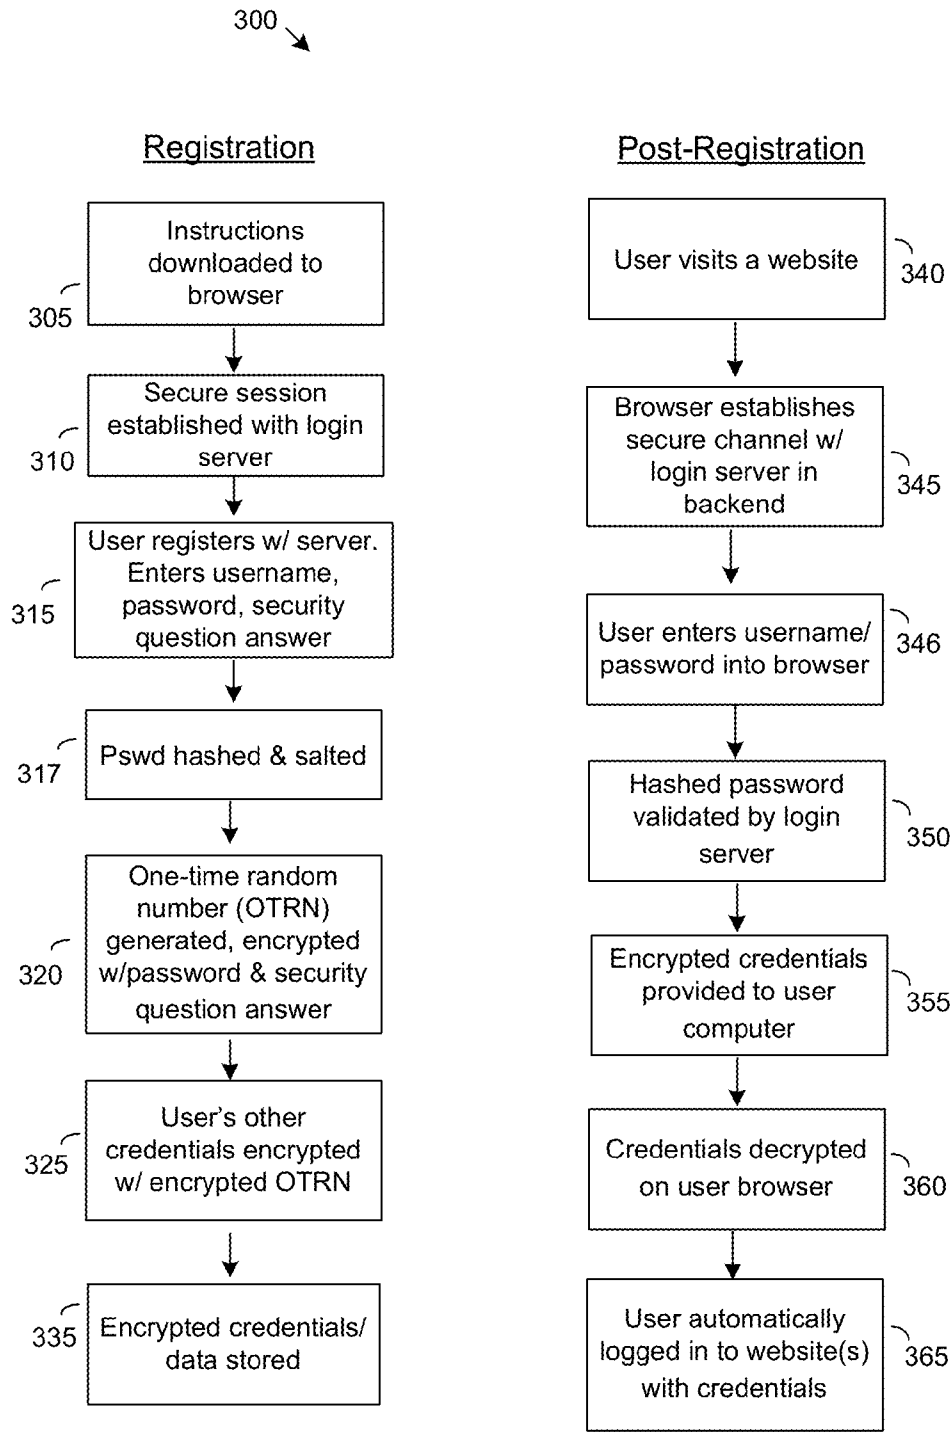 300
Registration
Instructions
downloaded to
browser
305
Secure session
established with login
server
310
User registers w/ server.
Enters username,
password, security
question answer
315
Pswd hashed & salted
317
One-time random
number (OTRN)
generated, encrypted
w/password & security
question answer
320
User's other
credentials encrypted
w/ encrypted OTRN
325
Encrypted credentials/
data stored
335
Post-Registration
User visits a website
340
Browser establishes
secure channel w/
login server in
backend
345
User enters username/
password into browser
346
Hashed password
validated by login
server
350
Encrypted credentials
provided to user
computer
355
Credentials decrypted
on user browser
360
User automatically
logged in to website(s)
with credentials
365